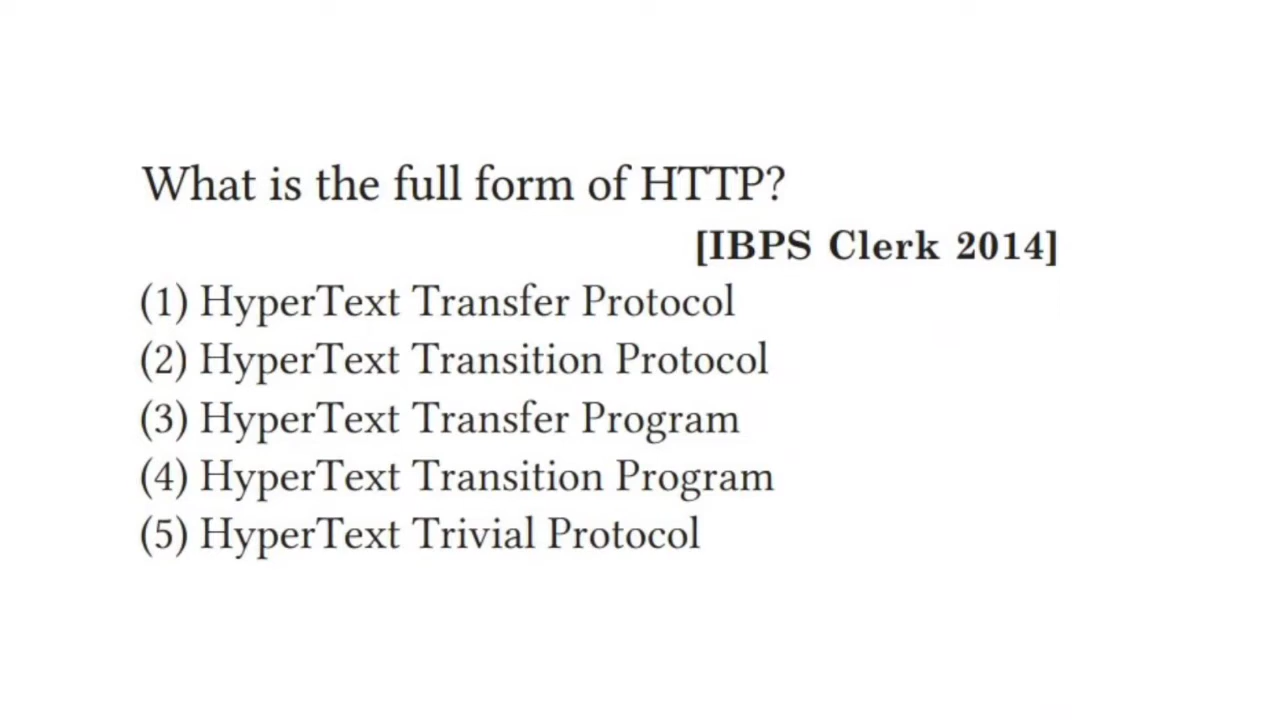 What is the full form of HTTP?
[IBPS Clerk 2014]
(1) HyperText Transfer Protocol
(2) HyperText Transition Protocol
(3) HyperText Transfer Program
(4) HyperText Transition Program
(5) HyperText Trivial Protocol